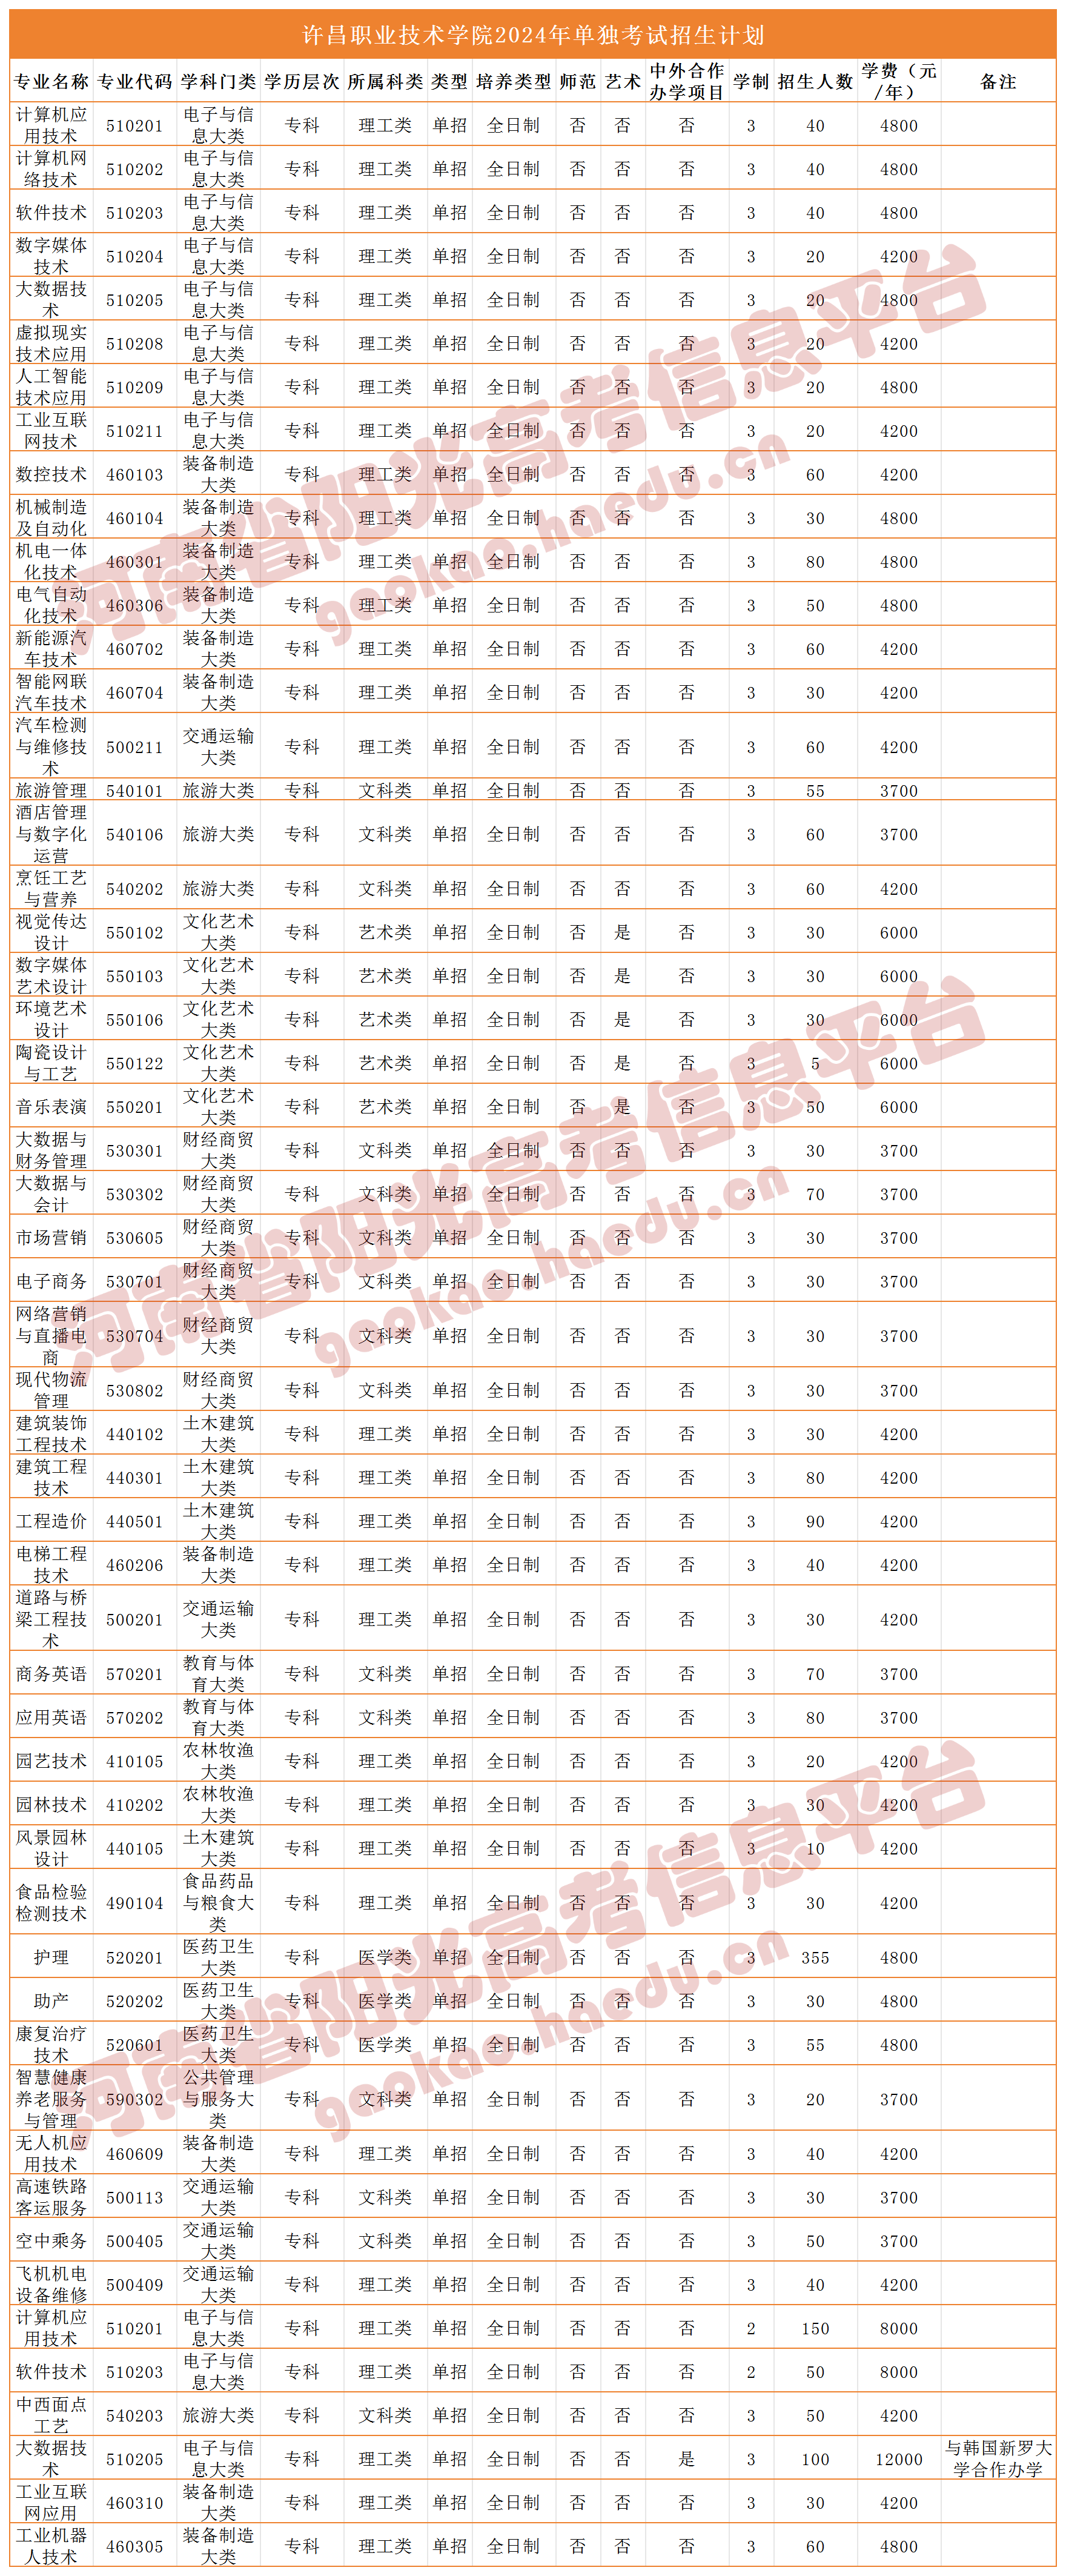 许昌职业技术学院2024年单独考试招生计划
专业名称 专业代码 学科门类 学历层次 所属科类 类型 培养类型 师范 艺术 中外合作办学项目 学制 招生人数 学费（元/年） 备注
计算机应用技术 510201 电子与信息大类 专科 理工类 单招 全日制 否 否 否 3 40 4800
计算机网络技术 510202 电子与信息大类 专科 理工类 单招 全日制 否 否 否 3 40 4800
软件技术 510203 电子与信息大类 专科 理工类 单招 全日制 否 否 否 3 40 4800
数字媒体技术 510204 电子与信息大类 专科 理工类 单招 全日制 否 否 否 3 20 4200
大数据技术 510205 电子与信息大类 专科 理工类 单招 全日制 否 否 否 3 20 4800
虚拟现实技术应用 510208 电子与信息大类 专科 理工类 单招 全日制 否 否 否 3 20 4200
人工智能技术应用 510209 电子与信息大类 专科 理工类 单招 全日制 否 否 否 3 20 4800
工业互联网技术 510211 电子与信息大类 专科 理工类 单招 全日制 否 否 否 3 20 4200
数控技术 460103 装备制造大类 专科 理工类 单招 全日制 否 否 否 3 60 4200
机械制造及自动化 460104 装备制造大类 专科 理工类 单招 全日制 否 否 否 3 30 4800
机电一体化技术 460301 装备制造大类 专科 理工类 单招 全日制 否 否 否 3 80 4800
电气自动化技术 460306 装备制造大类 专科 理工类 单招 全日制 否 否 否 3 50 4800
新能源汽车技术 460702 装备制造大类 专科 理工类 单招 全日制 否 否 否 3 60 4200
智能网联汽车技术 460704 装备制造大类 专科 理工类 单招 全日制 否 否 否 3 30 4200
汽车检测与维修技术 500211 交通运输大类 专科 理工类 单招 全日制 否 否 否 3 60 4200
旅游管理 540101 旅游大类 专科 文科类 单招 全日制 否 否 否 3 55 3700
酒店管理与数字化运营 540106 旅游大类 专科 文科类 单招 全日制 否 否 否 3 60 3700
烹饪工艺与营养 540202 旅游大类 专科 文科类 单招 全日制 否 否 否 3 60 4200
视觉传达设计 550102 文化艺术大类 专科 艺术类 单招 全日制 否 是 否 3 30 6000
数字媒体艺术设计 550103 文化艺术大类 专科 艺术类 单招 全日制 否 是 否 3 30 6000
环境艺术设计 550106 文化艺术大类 专科 艺术类 单招 全日制 否 是 否 3 30 6000
陶瓷设计与工艺 550122 文化艺术大类 专科 艺术类 单招 全日制 否 是 否 3 5 6000
音乐表演 550201 文化艺术大类 专科 艺术类 单招 全日制 否 是 否 3 50 6000
大数据与财务管理 530301 财经商贸大类 专科 文科类 单招 全日制 否 否 否 3 30 3700
大数据与会计 530302 财经商贸大类 专科 文科类 单招 全日制 否 否 否 3 70 3700
市场营销 530605 财经商贸大类 专科 文科类 单招 全日制 否 否 否 3 30 3700
电子商务 530701 财经商贸大类 专科 文科类 单招 全日制 否 否 否 3 30 3700
网络营销与直播电商 530704 财经商贸大类 专科 文科类 单招 全日制 否 否 否 3 30 3700
现代物流管理 530802 财经商贸大类 专科 文科类 单招 全日制 否 否 否 3 30 3700
建筑装饰工程技术 440102 土木建筑大类 专科 理工类 单招 全日制 否 否 否 3 30 4200
建筑工程技术 440301 土木建筑大类 专科 理工类 单招 全日制 否 否 否 3 80 4200
工程造价 440501 土木建筑大类 专科 理工类 单招 全日制 否 否 否 3 90 4200
电梯工程技术 460206 装备制造大类 专科 理工类 单招 全日制 否 否 否 3 40 4200
道路与桥梁工程技术 500201 交通运输大类 专科 理工类 单招 全日制 否 否 否 3 30 4200
商务英语 570201 教育与体育大类 专科 文科类 单招 全日制 否 否 否 3 70 3700
应用英语 570202 教育与体育大类 专科 文科类 单招 全日制 否 否 否 3 80 3700
园艺技术 410105 农林牧渔大类 专科 理工类 单招 全日制 否 否 否 3 20 4200
园林技术 410202 农林牧渔大类 专科 理工类 单招 全日制 否 否 否 3 30 4200
风景园林设计 440105 土木建筑大类 专科 理工类 单招 全日制 否 否 否 3 10 4200
食品检验检测技术 490104 食品药品与粮食大类 专科 理工类 单招 全日制 否 否 否 3 30 4200
护理 520201 医药卫生大类 专科 医学类 单招 全日制 否 否 否 3 355 4800
助产 520202 医药卫生大类 专科 医学类 单招 全日制 否 否 否 3 30 4800
康复治疗技术 520601 医药卫生大类 专科 医学类 单招 全日制 否 否 否 3 55 4800
智慧健康养老服务与管理 590302 公共管理与服务大类 专科 文科类 单招 全日制 否 否 否 3 20 3700
无人机应用技术 460609 装备制造大类 专科 理工类 单招 全日制 否 否 否 3 40 4200
高速铁路客运服务 500113 交通运输大类 专科 文科类 单招 全日制 否 否 否 3 30 3700
空中乘务 500405 交通运输大类 专科 文科类 单招 全日制 否 否 否 3 50 3700
飞机机电设备维修 500409 交通运输大类 专科 理工类 单招 全日制 否 否 否 3 40 4200
计算机应用技术 510201 电子与信息大类 专科 理工类 单招 全日制 否 否 否 2 150 8000
软件技术 510203 电子与信息大类 专科 理工类 单招 全日制 否 否 否 2 50 8000
中西面点工艺 540203 旅游大类 专科 文科类 单招 全日制 否 否 否 3 50 4200
大数据技术 510205 电子与信息大类 专科 理工类 单招 全日制 否 否 是 3 100 12000 与韩国新罗大学合作办学
工业互联网应用 460310 装备制造大类 专科 理工类 单招 全日制 否 否 否 3 30 4200
工业机器人技术 460305 装备制造大类 专科 理工类 单招 全日制 否 否 否 3 60 4800
河南省阳光高考信息平台
gaokao.haedu.cn
河南省阳光高考信息平台
gaokao.haedu.cn
河南省阳光高考信息平台
gaokao.haedu.cn